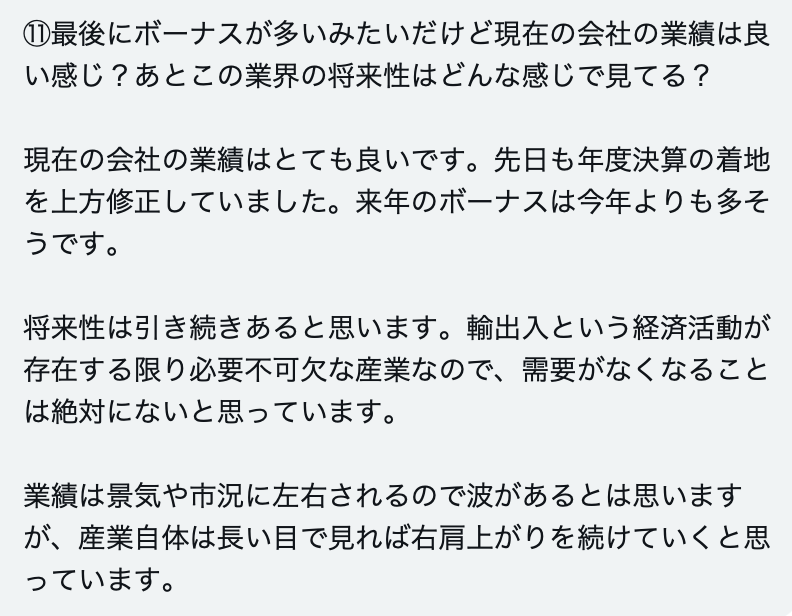 ⑪最後にボーナスが多いみたいだけど現在の会社の業績は良
い感じ？あとこの業界の将来性はどんな感じで見てる？
現在の会社の業績はとても良いです。先日も年度決算の着地
を上方修正していました。来年のボーナスは今年よりも多そ
うです。
将来性は引き続きあると思います。輸出入という経済活動が
存在する限り必要不可欠な産業なので、需要がなくなること
は絶対にないと思っています。
業績は景気や市況に左右されるので波があるとは思います
が、産業自体は長い目で見れば右肩上がりを続けていくと思
っています。